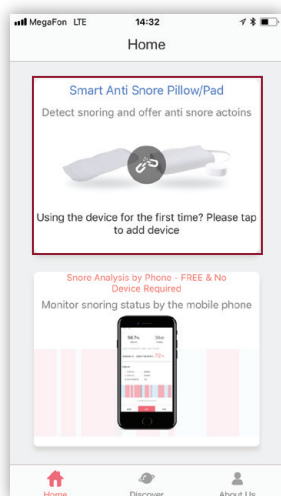 MegaFon LTE 14:32
Home
Smart Anti Snore Pillow/Pad
Detect snoring and offer anti snore actoins
Using the device for the first time? Please tap
to add device
Snore Analysis by Phone - FREE & No
Device Required
Monitor snoring status by the mobile phone
Home Discover About Us